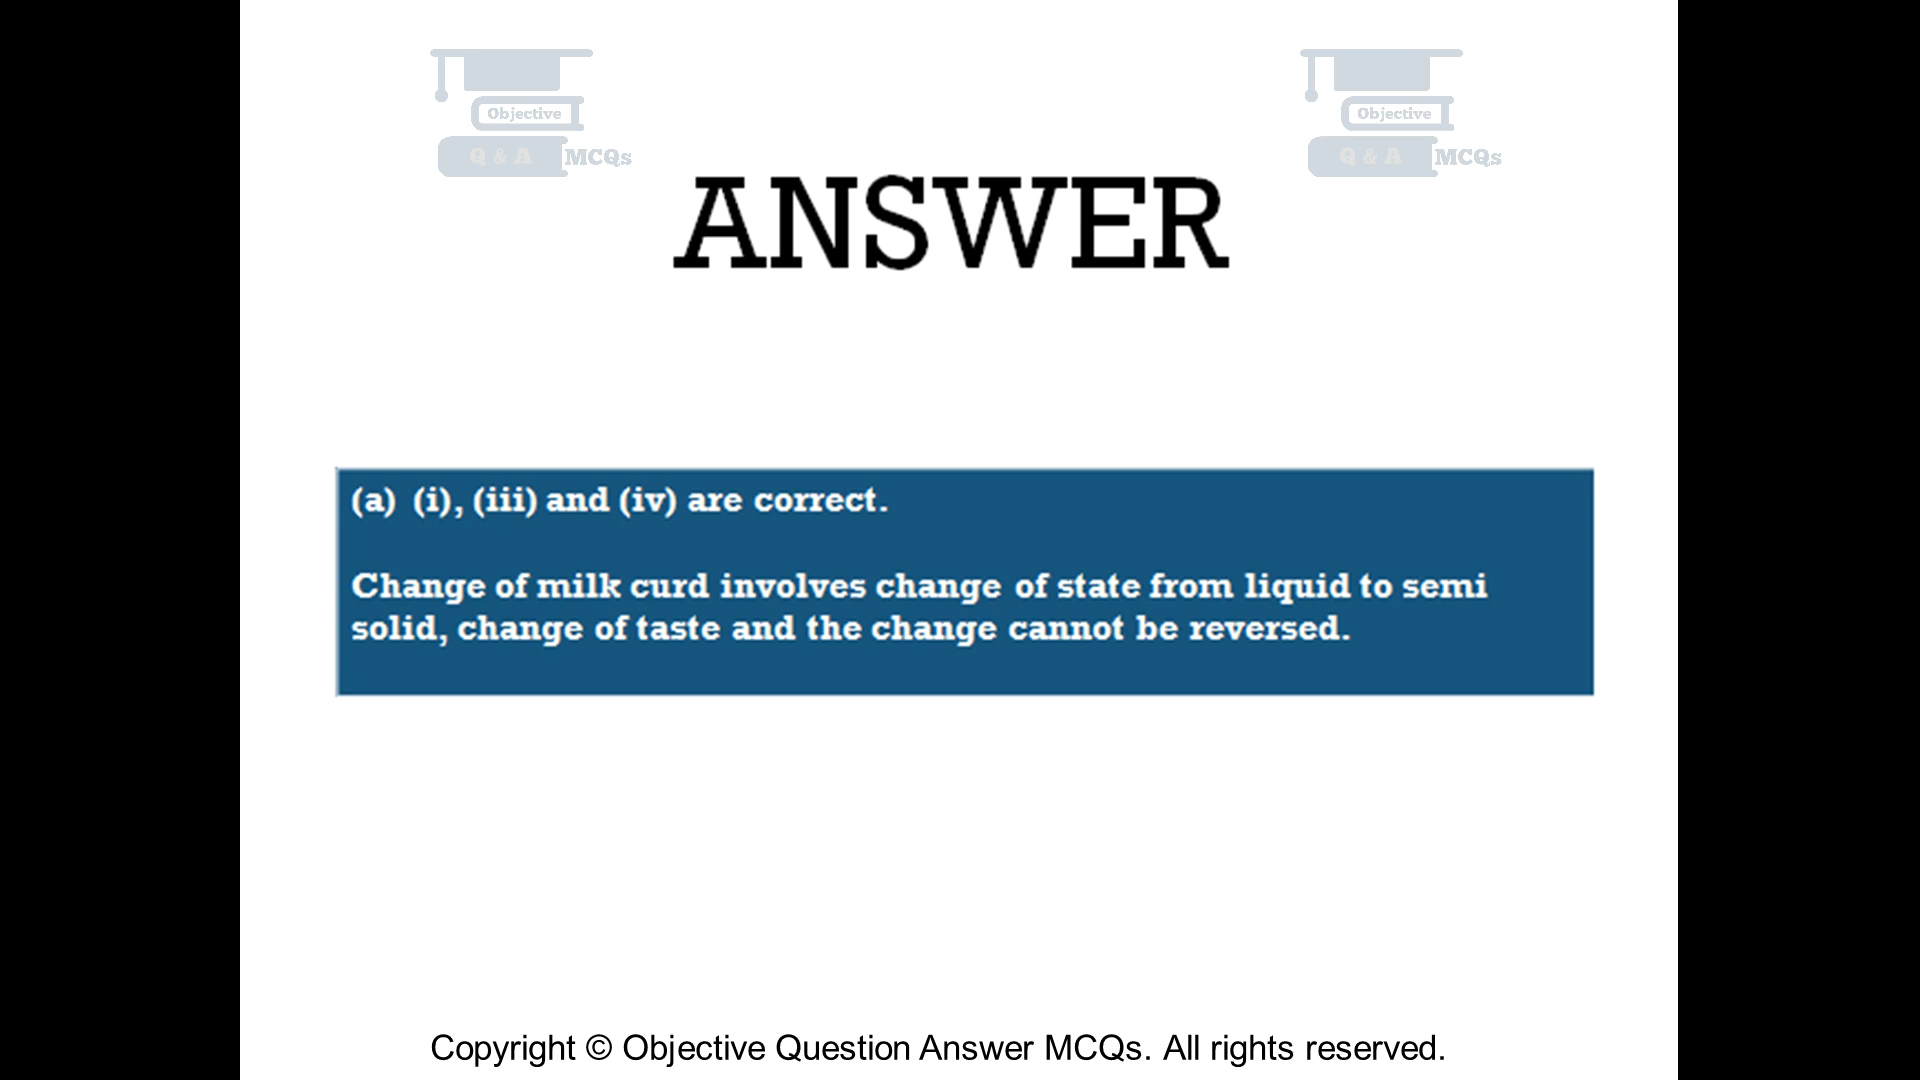 Objective
Q & A MCQs
Objective
Q & A MCQs
ANSWER
(a) (i), (iii) and (iv) are correct.
Change of milk curd involves change of state from liquid to semi
solid, change of taste and the change cannot be reversed.
Copyright © Objective Question Answer MCQs. All rights reserved.